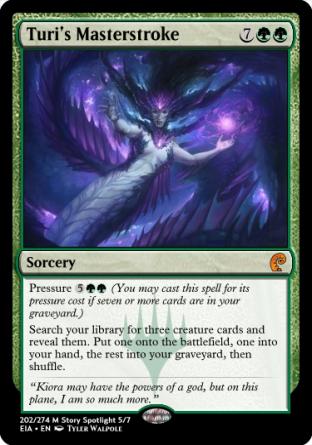 Turi's Masterstroke 7
Sorcery
Pressure 5 (You may cast this spell for its
pressure cost if seven or more cards are in your
graveyard.)
Search your library for three creature cards and
reveal them. Put one onto the battlefield, one into
your hand, the rest into your graveyard, then
shuffle.
"Kiora may have the powers of a god, but on this
plane, I am so much more."
202/274 M Story Spotlight 5/7
EIA • EN Tyler Walpole